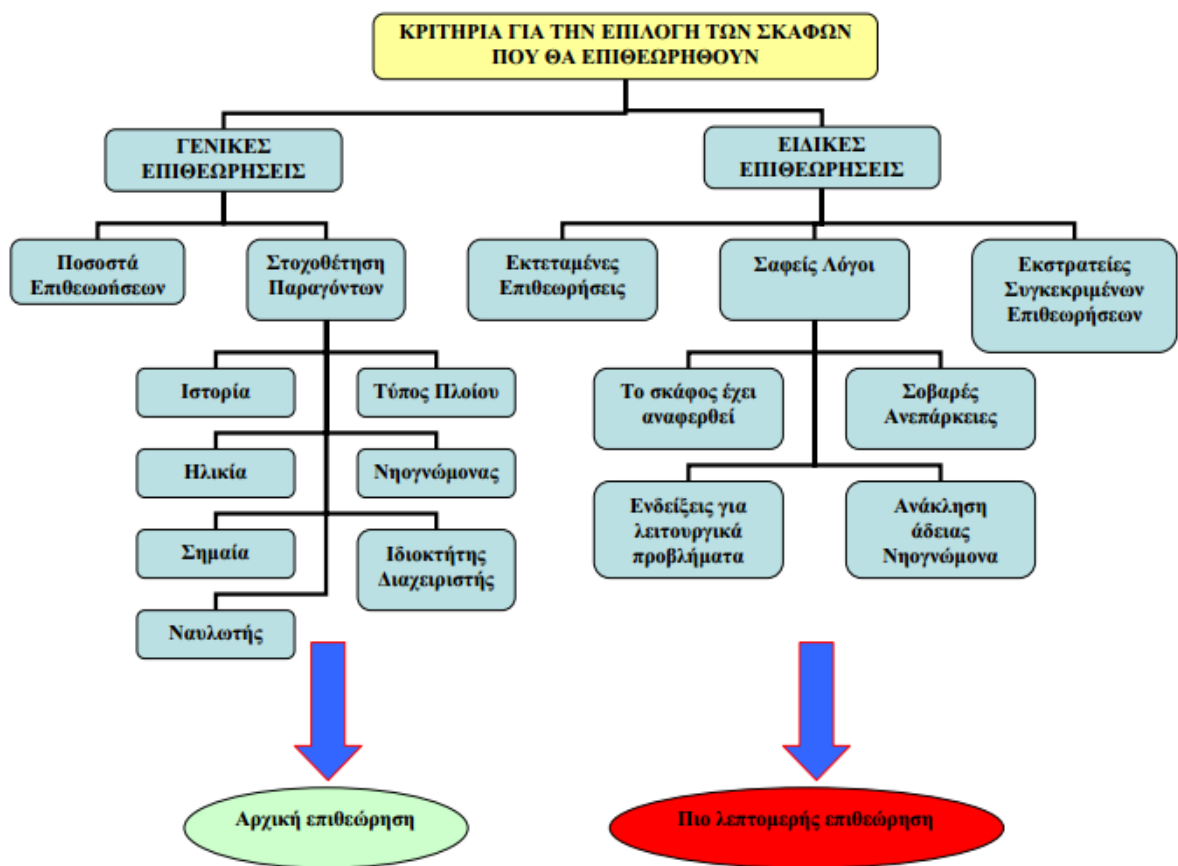 ΚΡΙΤΗΡΙΑ ΓΙΑ ΤΗΝ ΕΠΙΛΟΓΗ ΤΩΝ ΣΚΑΦΩΝ
ΠΟΥ ΘΑ ΕΠΙΘΕΩΡΗΘΟΥΝ
ΓΕΝΙΚΕΣ
ΕΠΙΘΕΩΡΗΣΕΙΣ
ΕΙΔΙΚΕΣ
ΕΠΙΘΕΩΡΗΣΕΙΣ
Ποσοστά
Επιθεωρήσεων
Στοχοθέτηση
Παραγόντων
Εκτεταμένες
Επιθεωρήσεις
Σαφείς Λόγοι
Εκστρατείες
Συγκεκριμένων
Επιθεωρήσεων
Ιστορία
Τύπος Πλοίου
Ηλικία
Νηογνώμονας
Σημαία
Ιδιοκτήτης
Διαχειριστής
Ναυλωτής
Το σκάφος έχει
αναφερθεί
Σοβαρές
Ανεπάρκειες
Ενδείξεις για
λειτουργικά
προβλήματα
Ανάκληση
άδειας
Νηογνώμονα
Αρχική επιθεώρηση
Πιο λεπτομερής επιθεώρηση